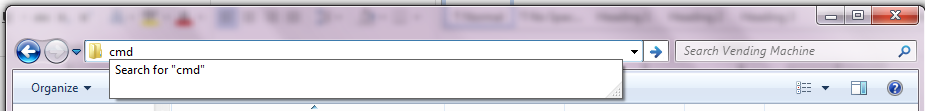 cmd
Search Vending Machine
Search for "cmd"
Organize